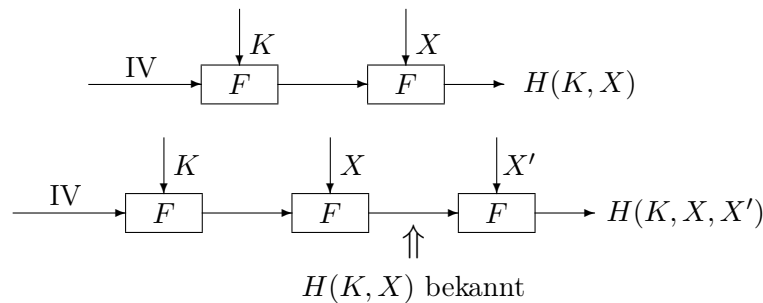 K X
IV F F H(K, X)
K X X′
IV F F F H(K, X, X′)
⇑
H(K, X) bekannt